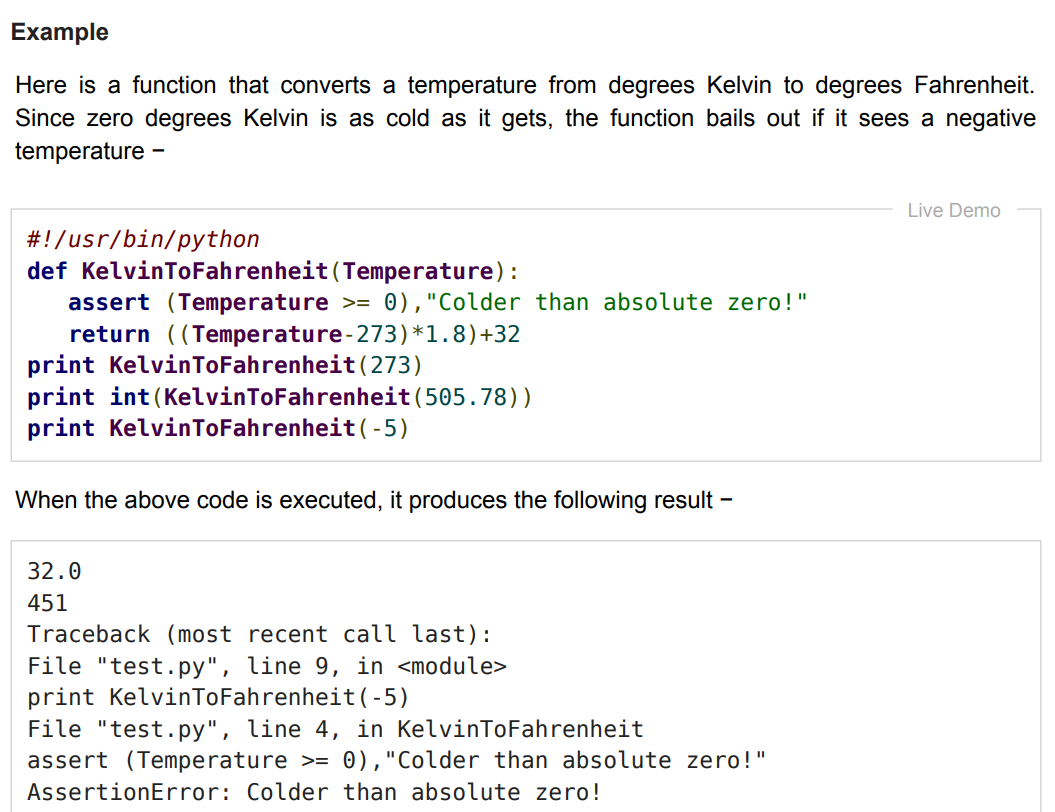 Example
Here is a function that converts a temperature from degrees Kelvin to degrees Fahrenheit.
Since zero degrees Kelvin is as cold as it gets, the function bails out if it sees a negative
temperature −
Live Demo
#!/usr/bin/python
def KelvinToFahrenheit(Temperature):
   assert (Temperature >= 0),"Colder than absolute zero!"
   return ((Temperature-273)*1.8)+32
print KelvinToFahrenheit(273)
print int(KelvinToFahrenheit(505.78))
print KelvinToFahrenheit(-5)
When the above code is executed, it produces the following result −
32.0
451
Traceback (most recent call last):
File "test.py", line 9, in <module>
print KelvinToFahrenheit(-5)
File "test.py", line 4, in KelvinToFahrenheit
assert (Temperature >= 0),"Colder than absolute zero!"
AssertionError: Colder than absolute zero!